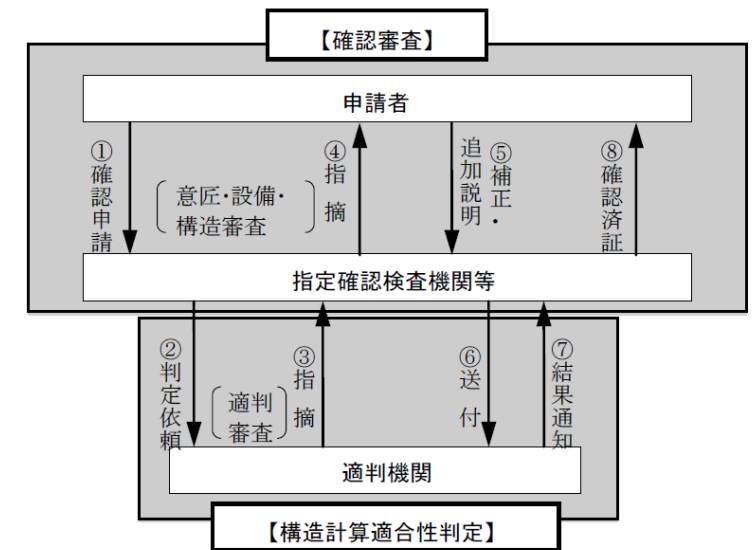 【確認審査】
申請者
①確認申請
意匠・設備・
構造審査
④指摘
⑤補正・
追加説明
⑧確認済証
指定確認検査機関等
②判定依頼
適判
審査
③指摘
⑥送付
⑦結果通知
適判機関
【構造計算適合性判定】